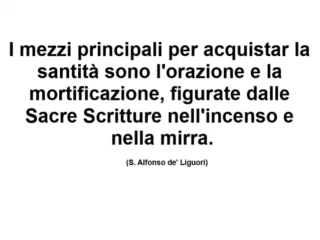 I mezzi principali per acquistar la
santità sono l'orazione e la
mortificazione, figurate dalle
Sacre Scritture nell'incenso e
nella mirra.
(S. Alfonso de' Liguori)